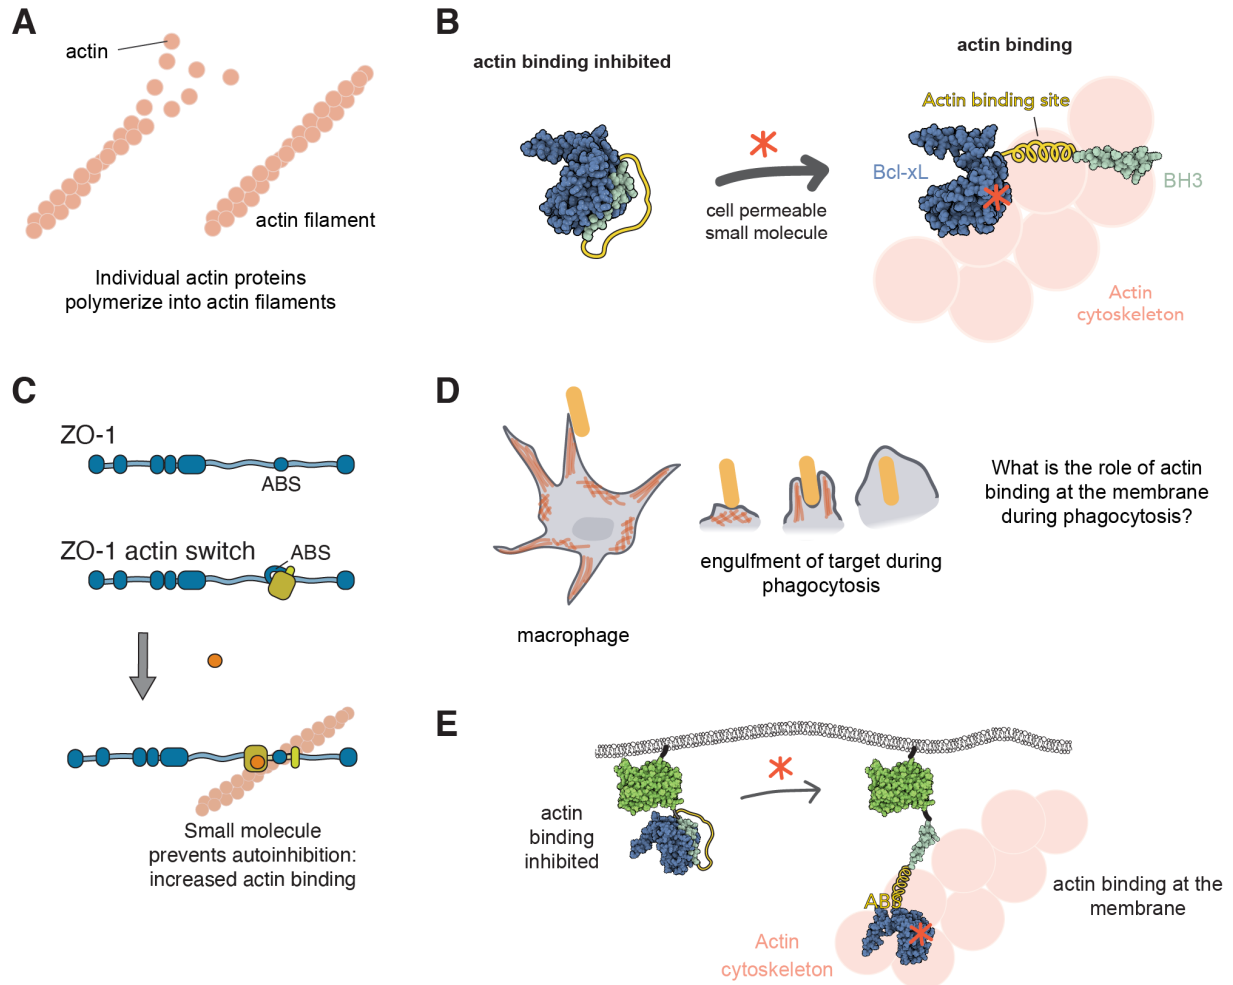 A
actin
actin filament
Individual actin proteins
polymerize into actin filaments
B
actin binding inhibited
cell permeable
small molecule
actin binding
Actin binding site
Bcl-xL
BH3
Actin
cytoskeleton
C
ZO-1
ABS
ZO-1 actin switch
ABS
Small molecule
prevents autoinhibition:
increased actin binding
D
macrophage
engulfment of target during
phagocytosis
What is the role of actin
binding at the membrane
during phagocytosis?
E
actin
binding
inhibited
ABS
Actin
cytoskeleton
actin binding at the
membrane